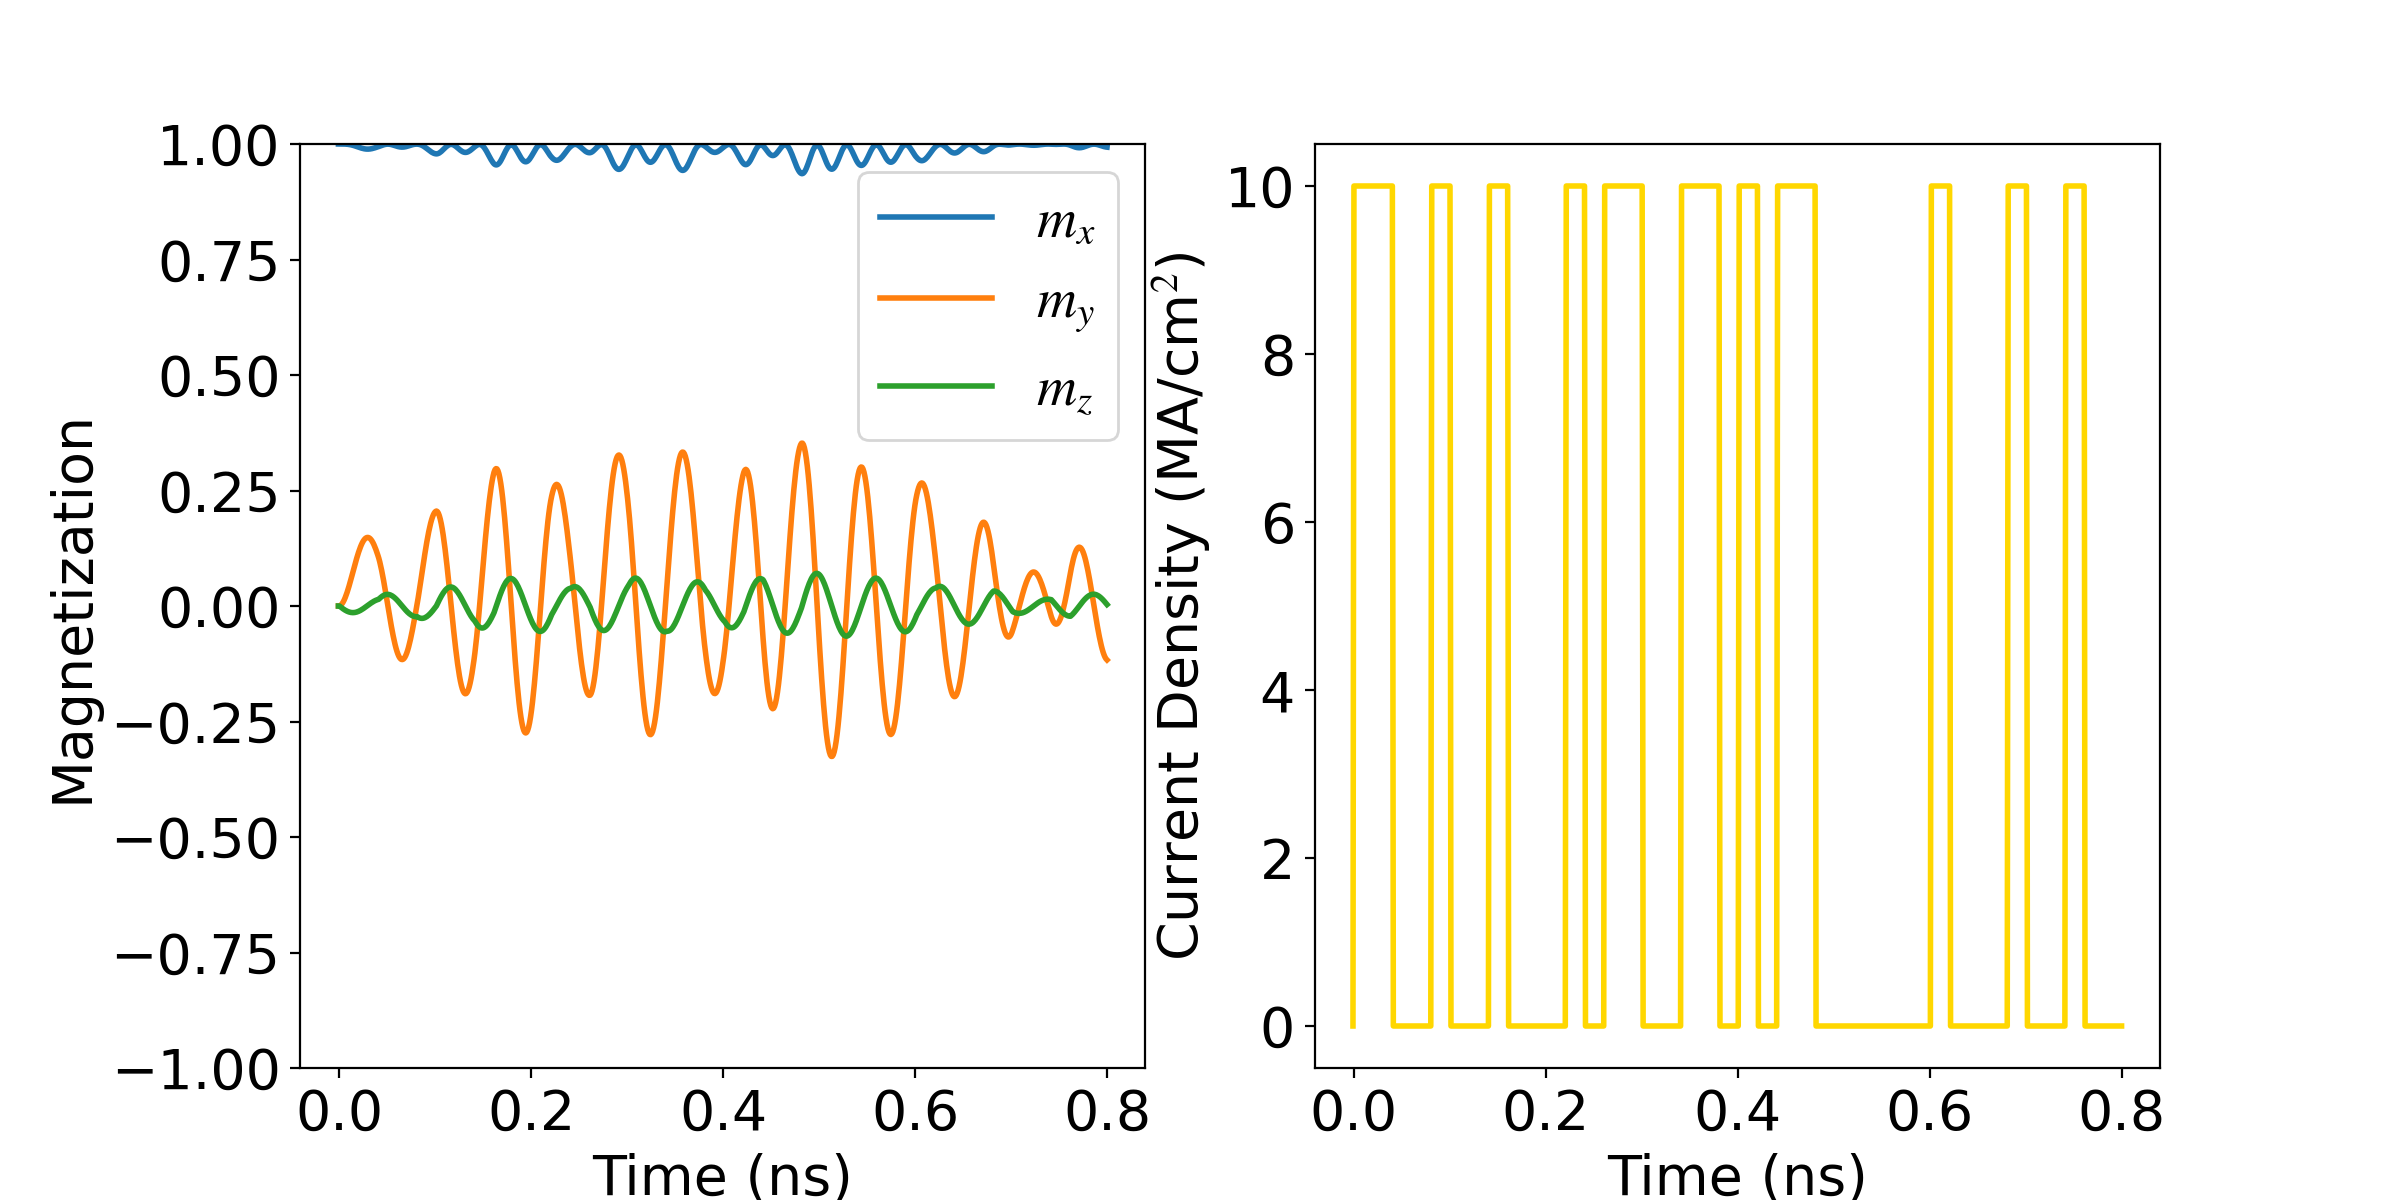 Magnetization
1.00
0.75
0.50
0.25
0.00
−0.25
−0.50
−0.75
−1.00
0.0 0.2 0.4 0.6 0.8
Time (ns)
m_x
m_y
m_z
Current Density (MA/cm²)
10
8
6
4
2
0
0.0 0.2 0.4 0.6 0.8
Time (ns)